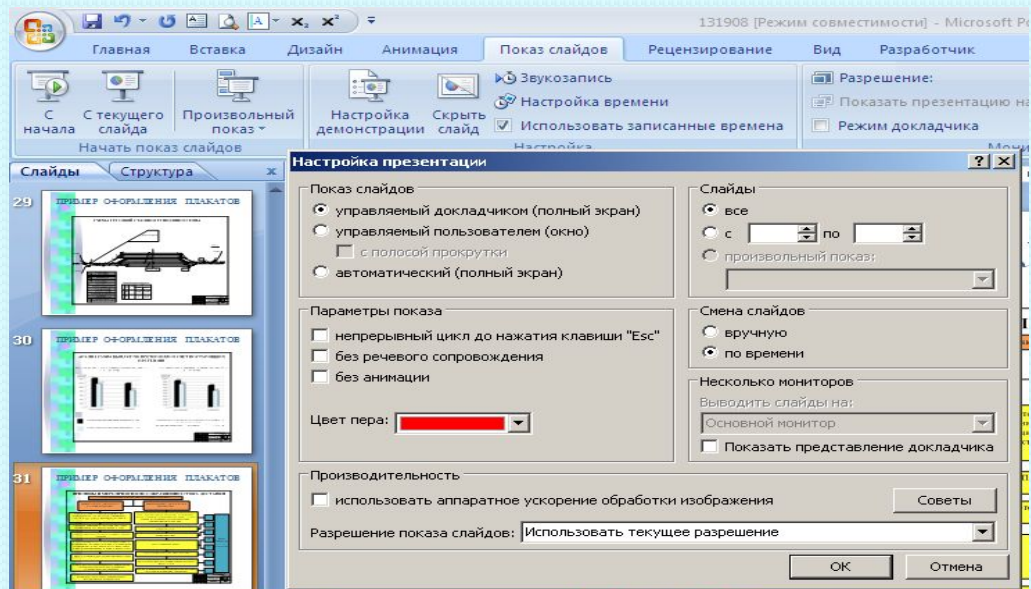 131908 [Режим совместимости] - Microsoft Po
Главная Вставка Дизайн Анимация Показ слайдов Рецензирование Вид Разработчик
С начала
С текущего слайда
Произвольный показ
Настройка демонстрации
Скрыть слайд
Звукозапись
Настройка времени
Использовать записанные времена
Разрешение:
Показать презентацию на
Режим докладчика
Начать показ слайдов
Настройка
Мони
Слайды Структура
29 ПРИМЕР ОФОРМЛЕНИЯ ПЛАКАТОВ
30 ПРИМЕР ОФОРМЛЕНИЯ ПЛАКАТОВ
31 ПРИМЕР ОФОРМЛЕНИЯ ПЛАКАТОВ
Настройка презентации
Показ слайдов
управляемый докладчиком (полный экран)
управляемый пользователем (окно)
с полосой прокрутки
автоматический (полный экран)
Слайды
все
с по
произвольный показ:
Параметры показа
непрерывный цикл до нажатия клавиши "Esc"
без речевого сопровождения
без анимации
Цвет пера:
Смена слайдов
вручную
по времени
Несколько мониторов
Выводить слайды на:
Основной монитор
Показать представление докладчика
Производительность
использовать аппаратное ускорение обработки изображения
Советы
Разрешение показа слайдов: Использовать текущее разрешение
ОК Отмена